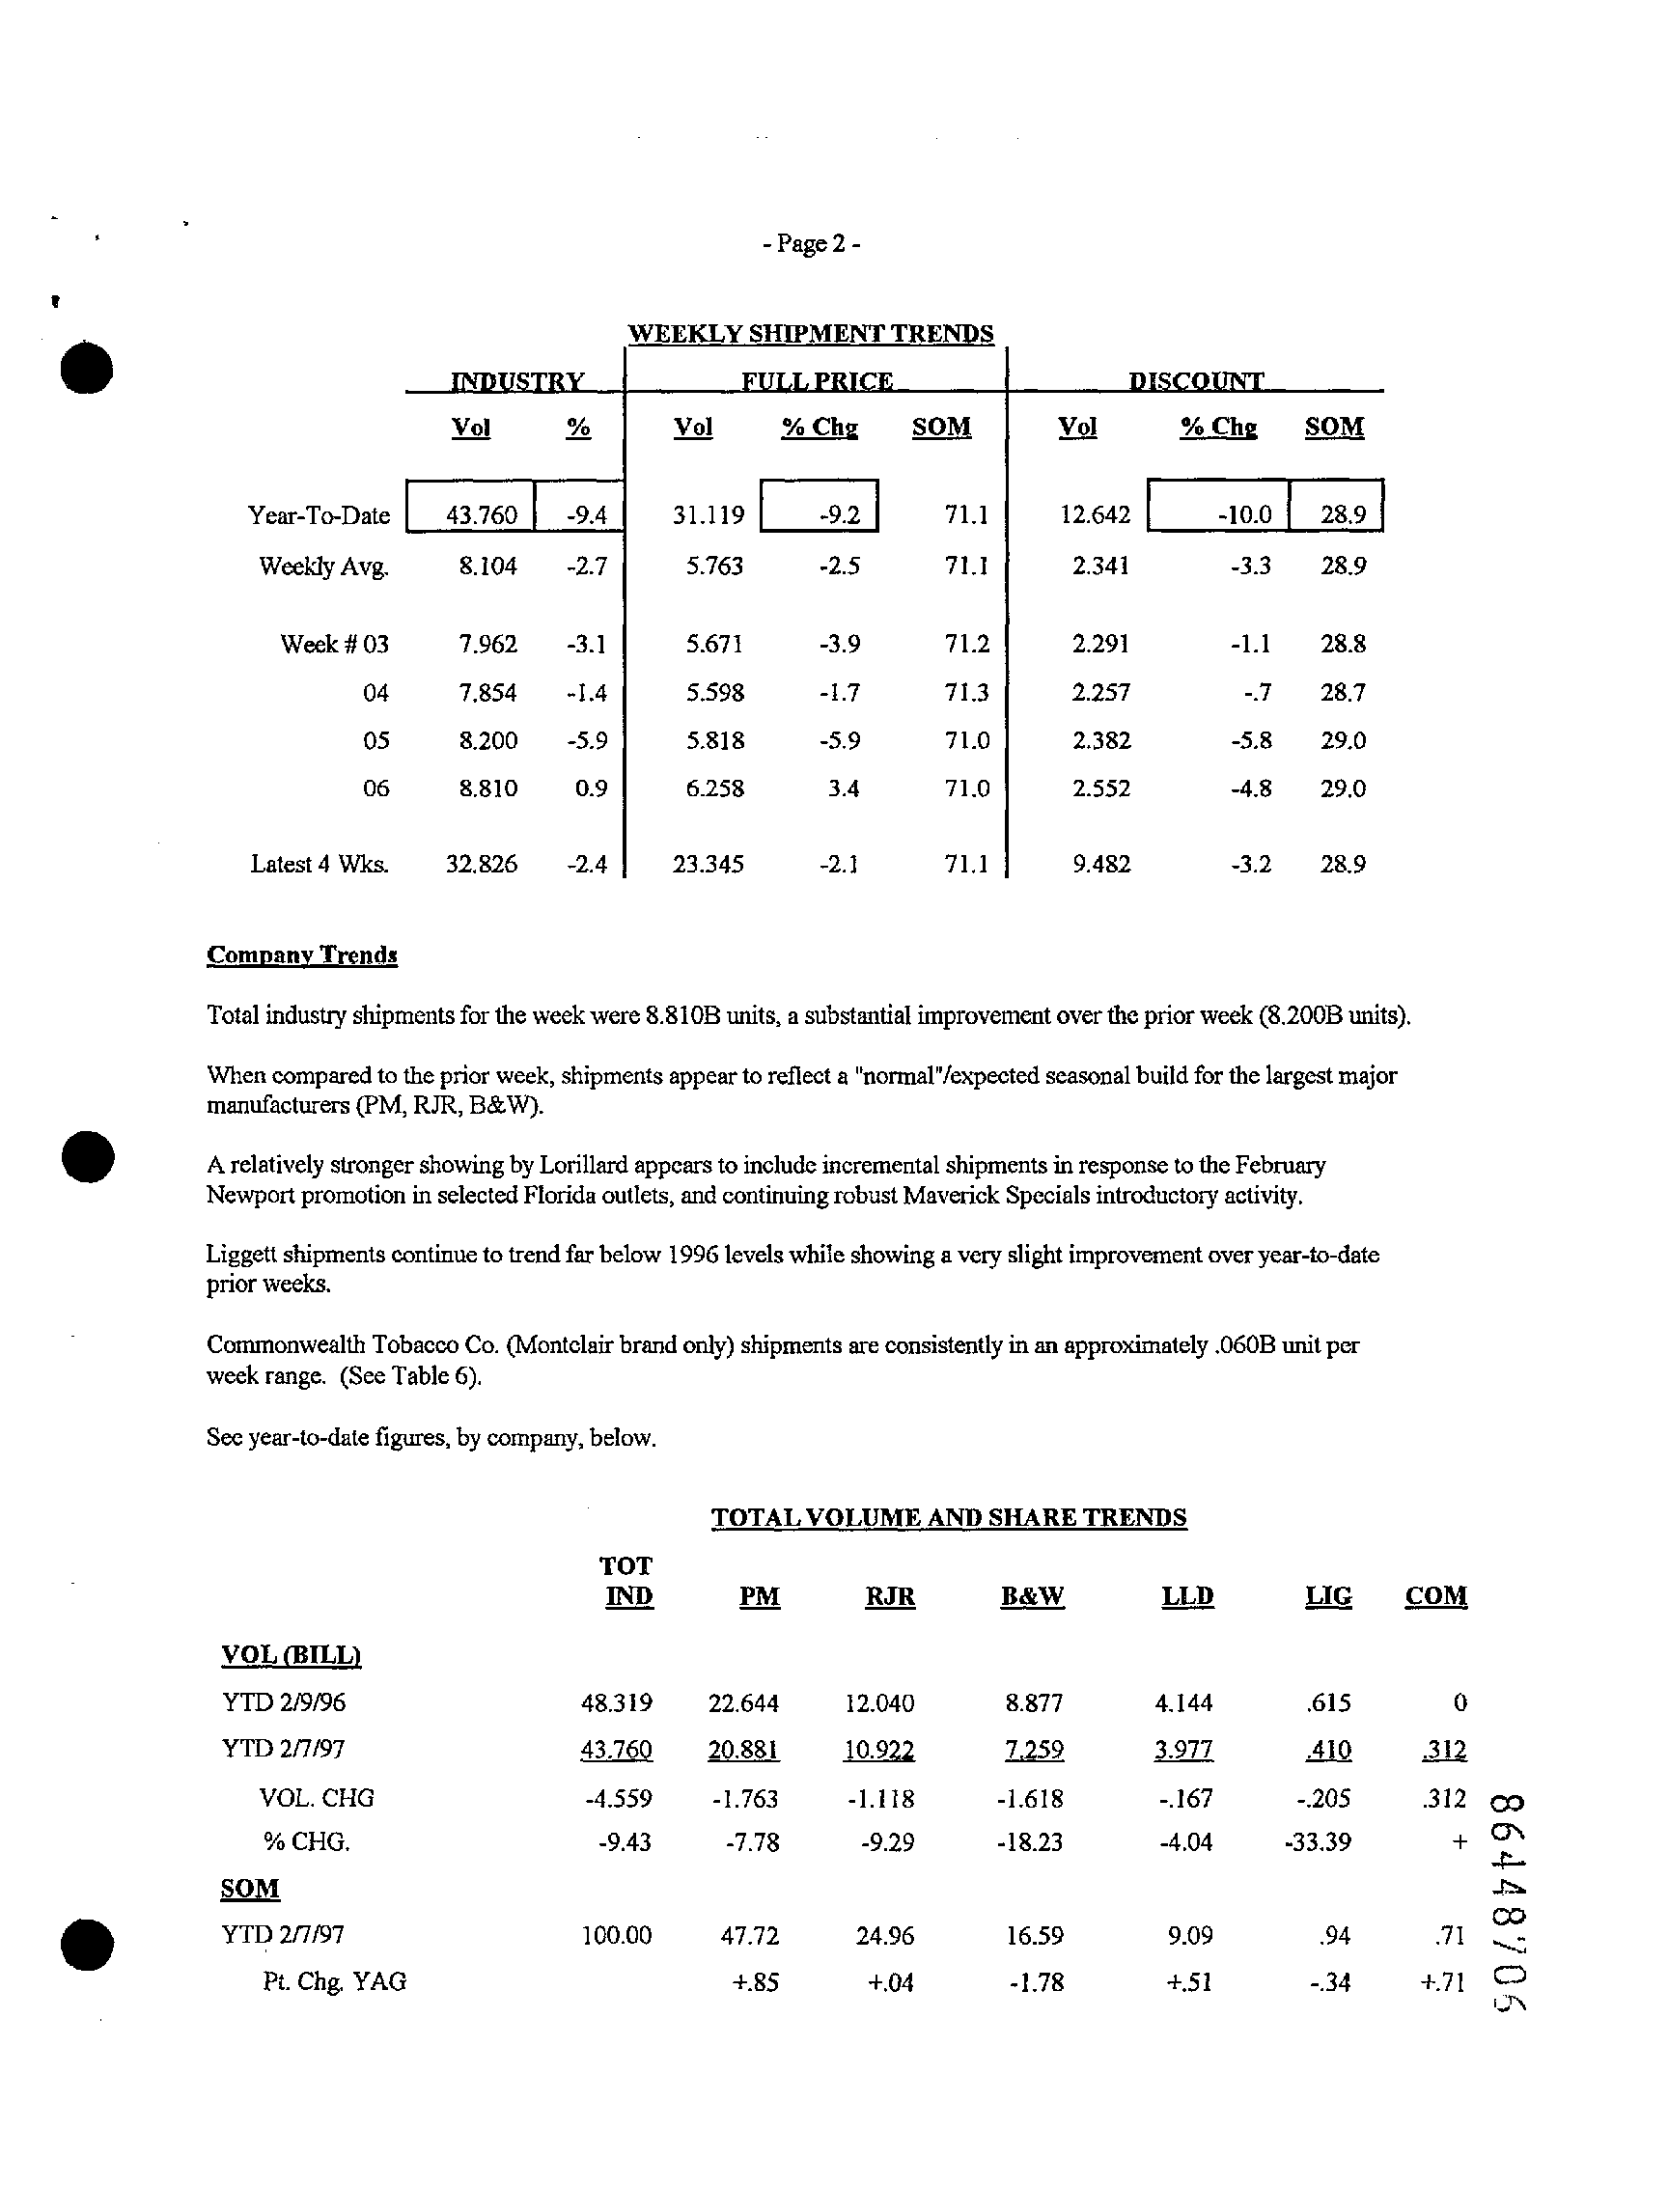 - Page 2 -
WEEKLY SHIPMENT TRENDS
INDUSTRY FULL PRICE DISCOUNT
Vol % Vol % Chg SOM Vol % Chg SOM
Year-To-Date 43.760 -9.4 31.119 -9.2 71.1 12.642 -10.0 28.9
Weekly Avg. 8.104 -2.7 5.763 -2.5 71.1 2.341 -3.3 28.9
Week # 03 7.962 -3.1 5.671 -3.9 71.2 2.291 -1.1 28.8
04 7.854 -1.4 5.598 -1.7 71.3 2.257 -.7 28.7
05 8.200 -5.9 5.818 -5.9 71.0 2.382 -5.8 29.0
06 8.810 0.9 6.258 3.4 71.0 2.552 -4.8 29.0
Latest 4 Wks. 32.826 -2.4 23.345 -2.1 71.1 9.482 -3.2 28.9
Company Trends
Total industry shipments for the week were 8.810B units, a substantial improvement over the prior week (8.200B units).
When compared to the prior week, shipments appear to reflect a "normal"/expected seasonal build for the largest major
manufacturers (PM, RJR, B&W).
A relatively stronger showing by Lorillard appears to include incremental shipments in response to the February
Newport promotion in selected Florida outlets, and continuing robust Maverick Specials introductory activity.
Liggett shipments continue to trend far below 1996 levels while showing a very slight improvement over year-to-date
prior weeks.
Commonwealth Tobacco Co. (Montclair brand only) shipments are consistently in an approximately .060B unit per
week range. (See Table 6).
See year-to-date figures, by company, below.
TOTAL VOLUME AND SHARE TRENDS
TOT
IND PM RJR B&W LLD LIG COM
VOL (BILL)
YTD 2/9/96 48.319 22.644 12.040 8.877 4.144 .615 0
YTD 2/7/97 43.760 20.881 10.922 7.259 3.977 .410 .312
VOL. CHG -4.559 -1.763 -1.118 -1.618 -.167 -.205 .312
% CHG. -9.43 -7.78 -9.29 -18.23 -4.04 -33.39 +
SOM
YTD 2/7/97 100.00 47.72 24.96 16.59 9.09 .94 .71
Pt. Chg. YAG +.85 +.04 -1.78 +.51 -.34 +.71
86448706